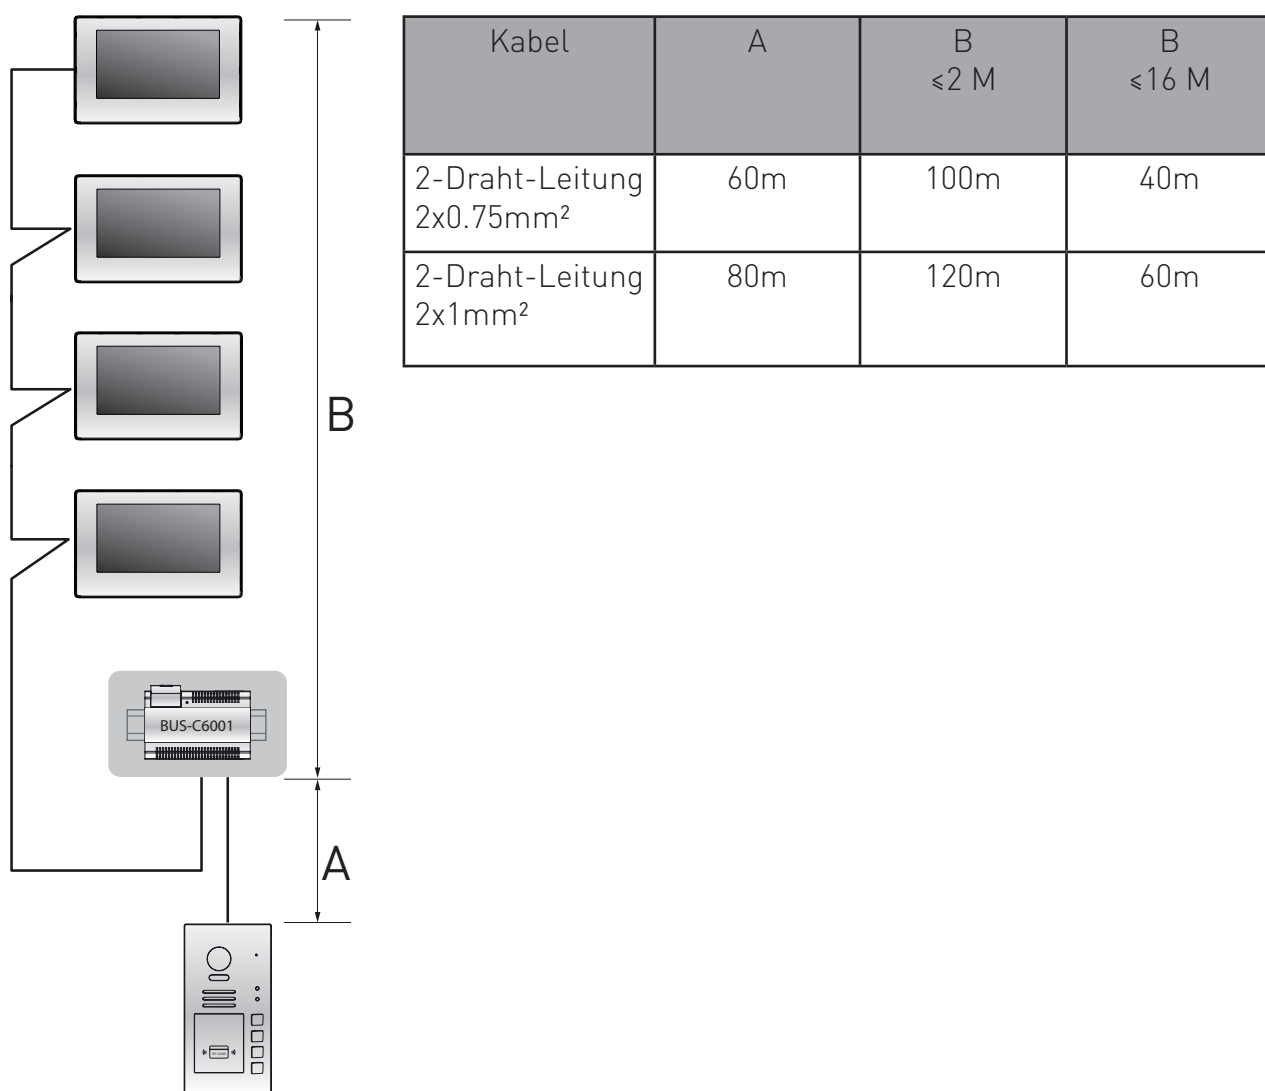 Kabel A B B
≤2 M ≤16 M
2-Draht-Leitung 60m 100m 40m
2x0.75mm²
2-Draht-Leitung 80m 120m 60m
2x1mm²
B
BUS-C6001
A